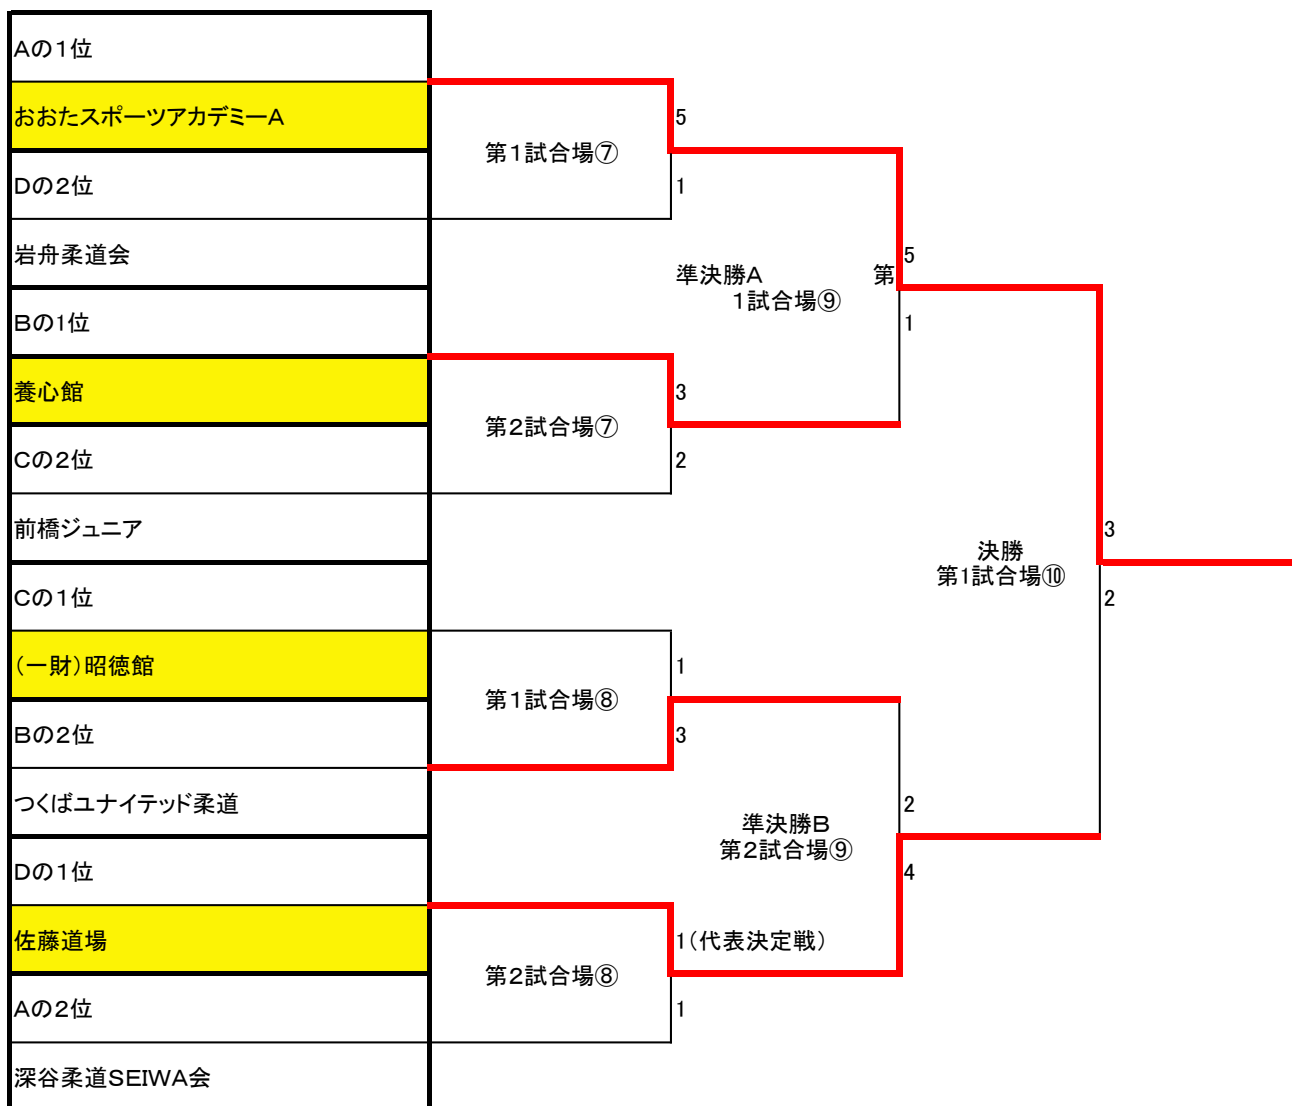 Aの1位
おおたスポーツアカデミーA
Dの2位
岩舟柔道会
Bの1位
養心館
Cの2位
前橋ジュニア
Cの1位
(一財)昭徳館
Bの2位
つくばユナイテッド柔道
Dの1位
佐藤道場
Aの2位
深谷柔道SEIWA会
第1試合場⑦
5
1
第2試合場⑦
3
2
第1試合場⑧
1
3
第2試合場⑧
1(代表決定戦)
1
準決勝A 第
1試合場⑨
5
1
準決勝B
第2試合場⑨
2
4
決勝
第1試合場⑩
3
2